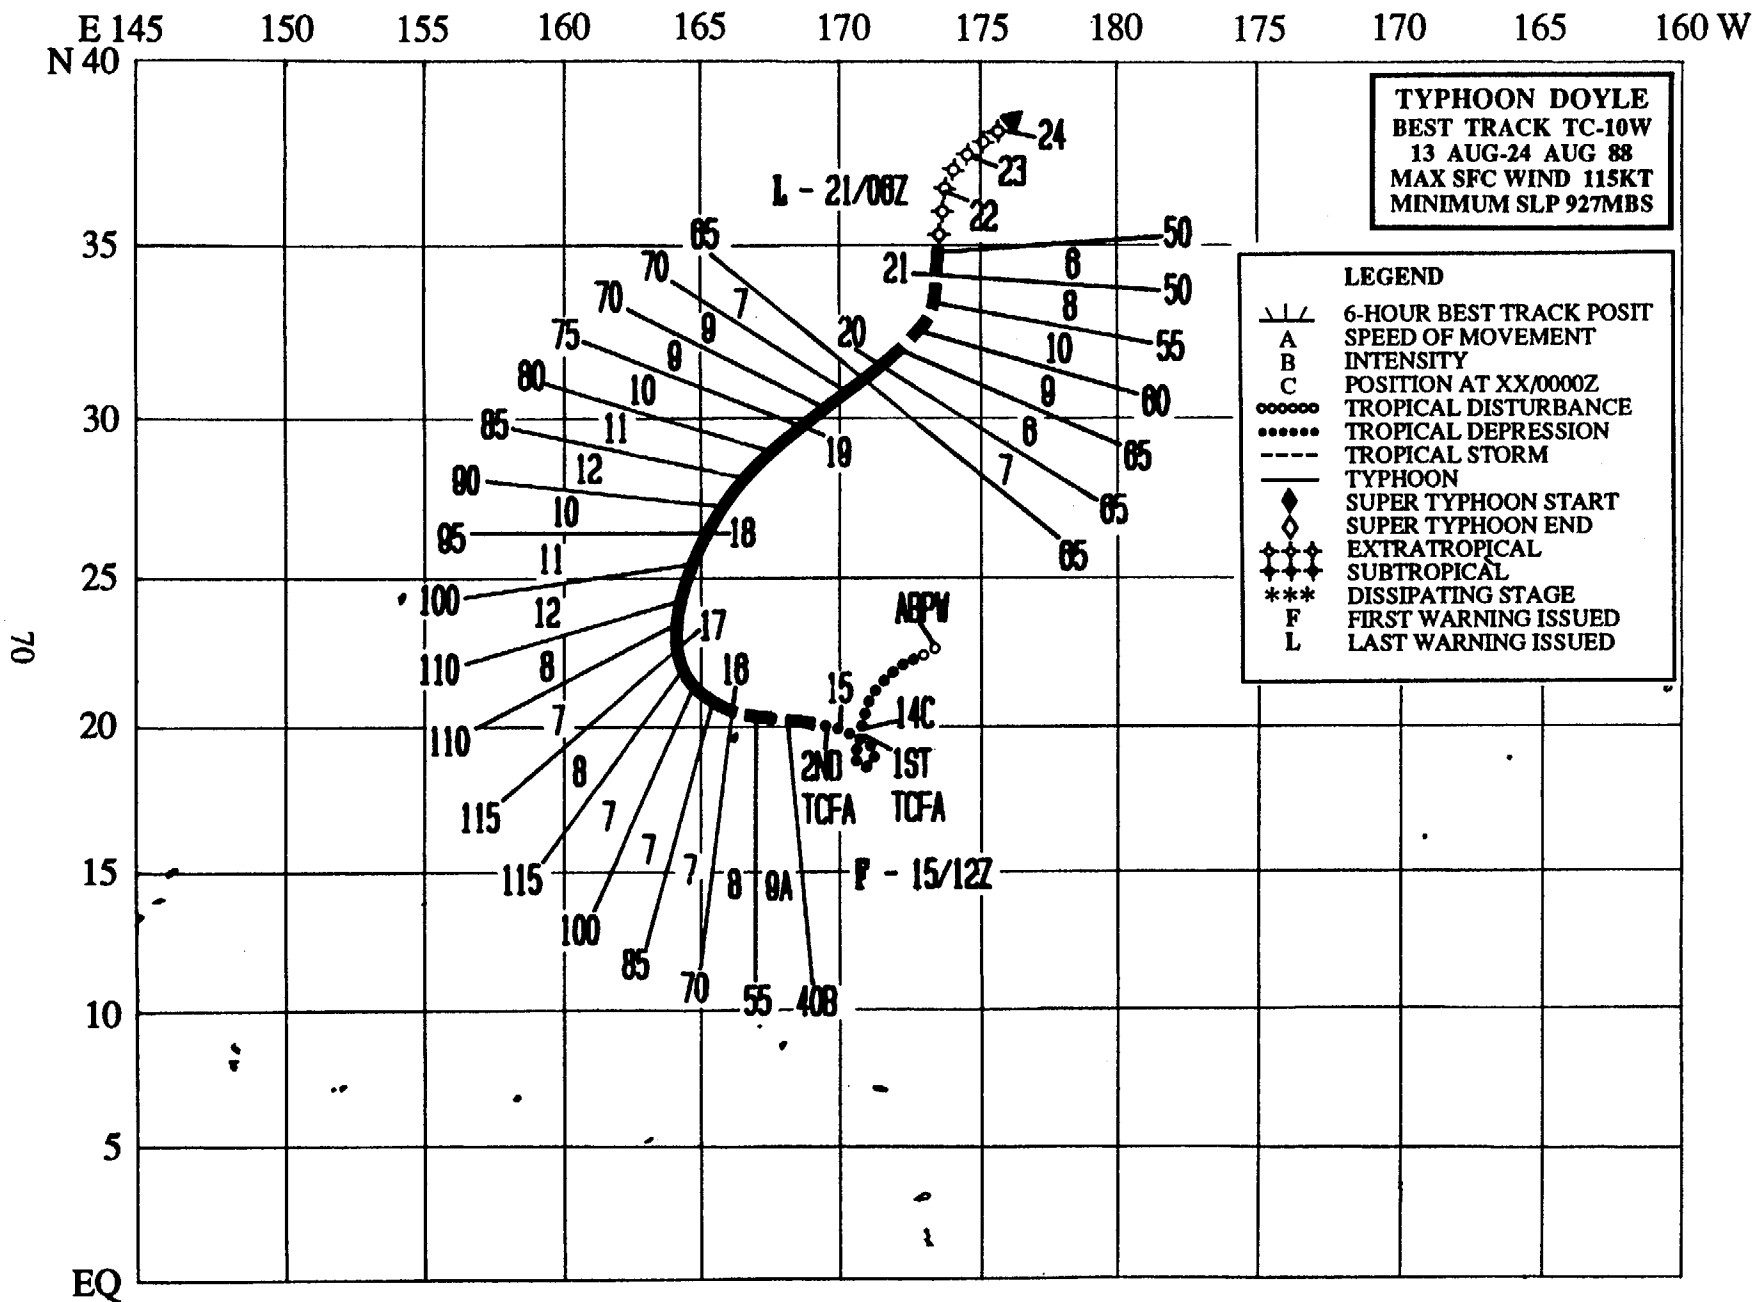 E 145 150 155 160 165 170 175 180 175 170 165 160 W
N 40
35
30
25
20
15
10
5
EQ
TYPHOON DOYLE
BEST TRACK TC-10W
13 AUG-24 AUG 88
MAX SFC WIND 115KT
MINIMUM SLP 927MBS
LEGEND
6-HOUR BEST TRACK POSIT
A SPEED OF MOVEMENT
B INTENSITY
C POSITION AT XX/0000Z
TROPICAL DISTURBANCE
TROPICAL DEPRESSION
TROPICAL STORM
TYPHOON
SUPER TYPHOON START
SUPER TYPHOON END
EXTRATROPICAL
SUBTROPICAL
*** DISSIPATING STAGE
F FIRST WARNING ISSUED
L LAST WARNING ISSUED
24
23
22
L - 21/06Z
21
20
19
18
17
16
15
14C
50
50
55
60
65
65
65
6
8
10
9
6
7
65
70
70
75
80
85
90
95
100
110
110
115
115
100
85
70
55
40B
7
9
9
10
11
12
10
11
12
8
7
8
7
7
7
8
9A
ABPW
2ND
TCFA
1ST
TCFA
F - 15/12Z
70